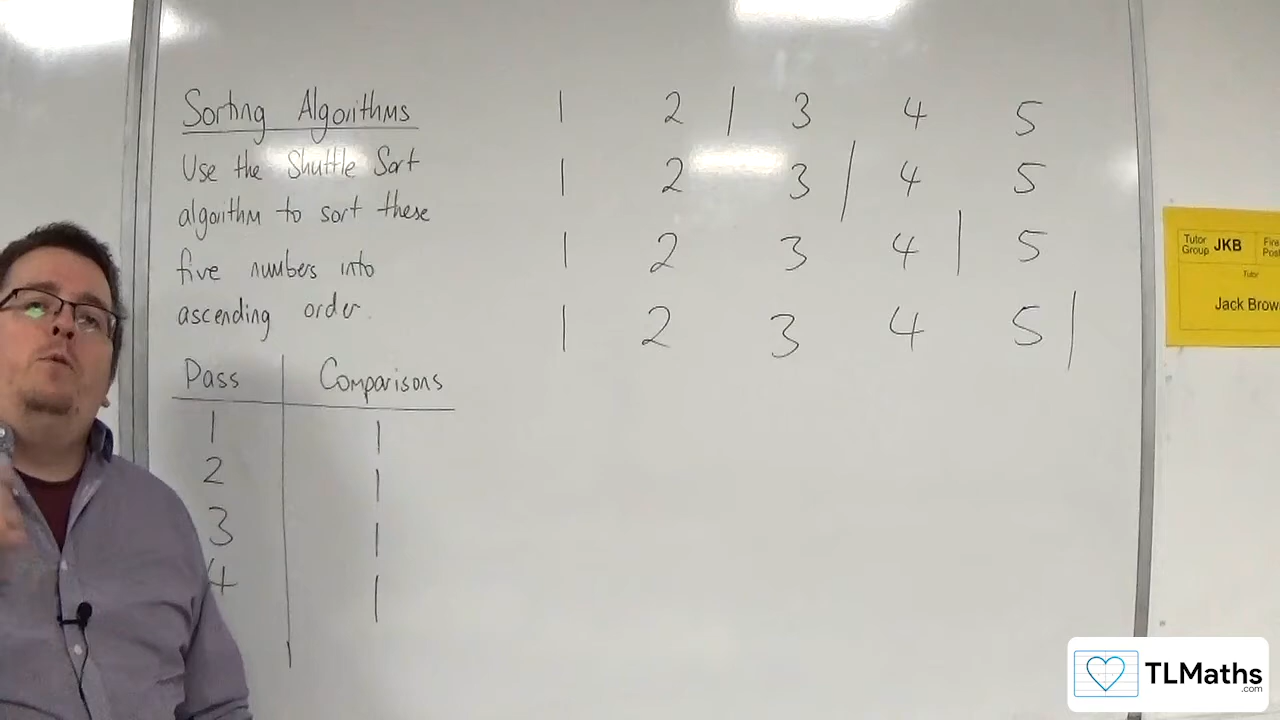 Sorting Algorithms
Use the Shuttle Sort
algorithm to sort these
five numbers into
ascending order.
Pass Comparisons
1 1
2 1
3 1
4 1
1 2 | 3 4 5
1 2 3 | 4 5
1 2 3 4 | 5
1 2 3 4 5 |
Tutor Group JKB
Tutor
TLMaths
.com